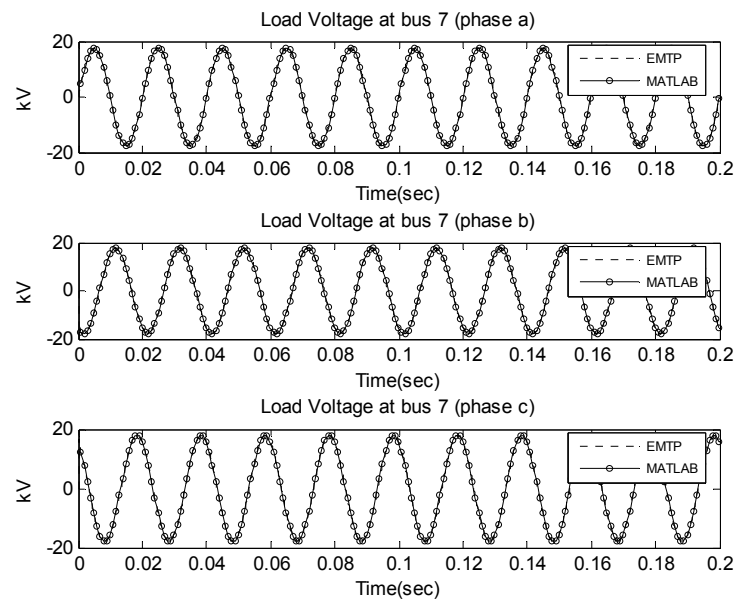 Load Voltage at bus 7 (phase a)
20
0
-20
kV
EMTP
MATLAB
0 0.02 0.04 0.06 0.08 0.1 0.12 0.14 0.16 0.18 0.2
Time(sec)
Load Voltage at bus 7 (phase b)
20
0
-20
kV
EMTP
MATLAB
0 0.02 0.04 0.06 0.08 0.1 0.12 0.14 0.16 0.18 0.2
Time(sec)
Load Voltage at bus 7 (phase c)
20
0
-20
kV
EMTP
MATLAB
0 0.02 0.04 0.06 0.08 0.1 0.12 0.14 0.16 0.18 0.2
Time(sec)